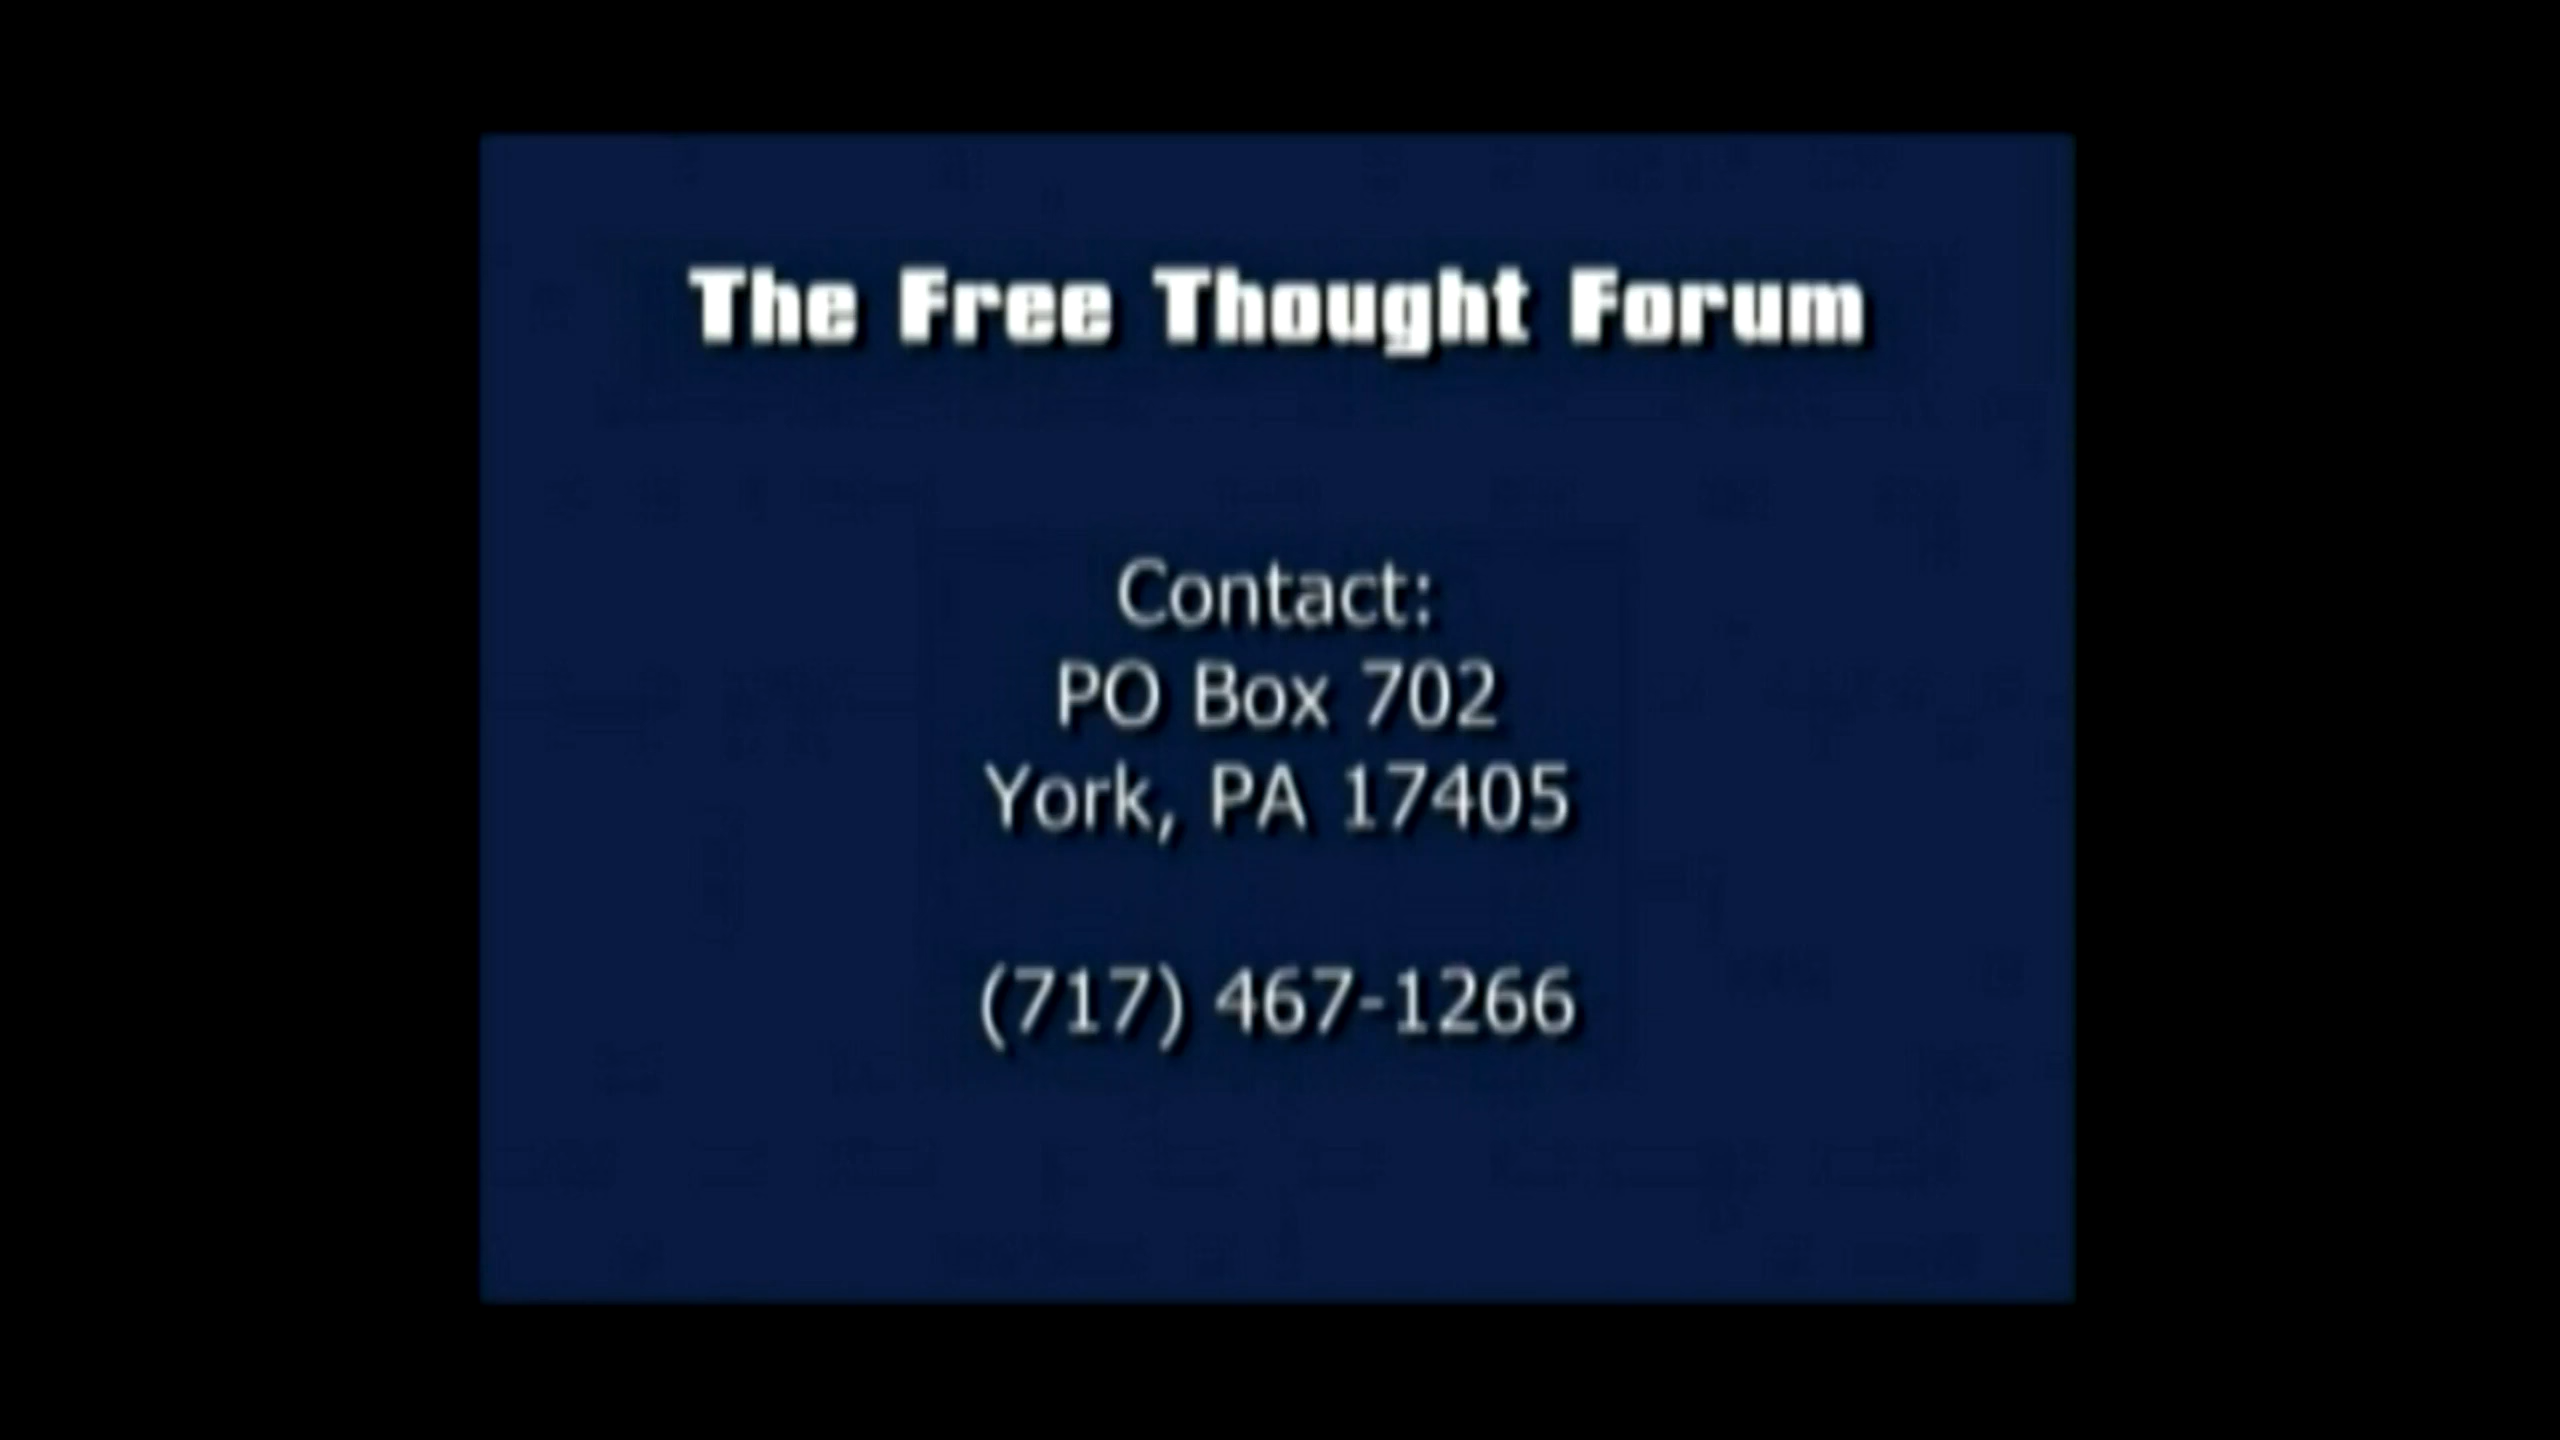 The Free Thought Forum
Contact:
PO Box 702
York, PA 17405
(717) 467-1266